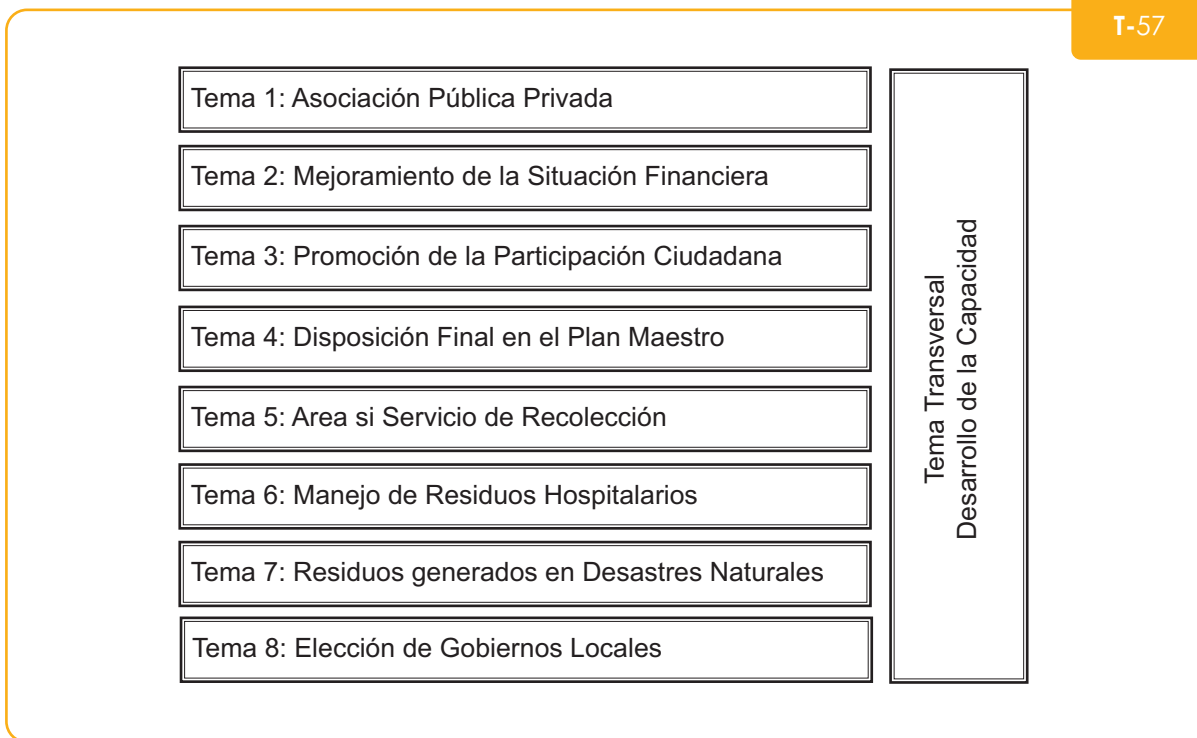 T-57
Tema 1: Asociación Pública Privada
Tema 2: Mejoramiento de la Situación Financiera
Tema 3: Promoción de la Participación Ciudadana
Tema 4: Disposición Final en el Plan Maestro
Tema 5: Area si Servicio de Recolección
Tema 6: Manejo de Residuos Hospitalarios
Tema 7: Residuos generados en Desastres Naturales
Tema 8: Elección de Gobiernos Locales
Tema Transversal
Desarrollo de la Capacidad